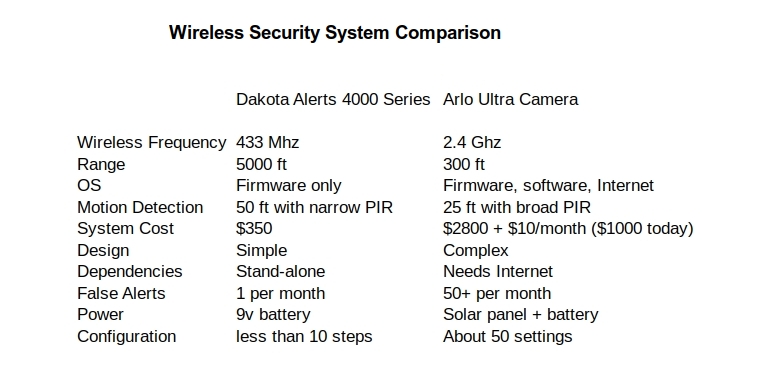 Wireless Security System Comparison
Dakota Alerts 4000 Series Arlo Ultra Camera
Wireless Frequency 433 Mhz 2.4 Ghz
Range 5000 ft 300 ft
OS Firmware only Firmware, software, Internet
Motion Detection 50 ft with narrow PIR 25 ft with broad PIR
System Cost $350 $2800 + $10/month ($1000 today)
Design Simple Complex
Dependencies Stand-alone Needs Internet
False Alerts 1 per month 50+ per month
Power 9v battery Solar panel + battery
Configuration less than 10 steps About 50 settings